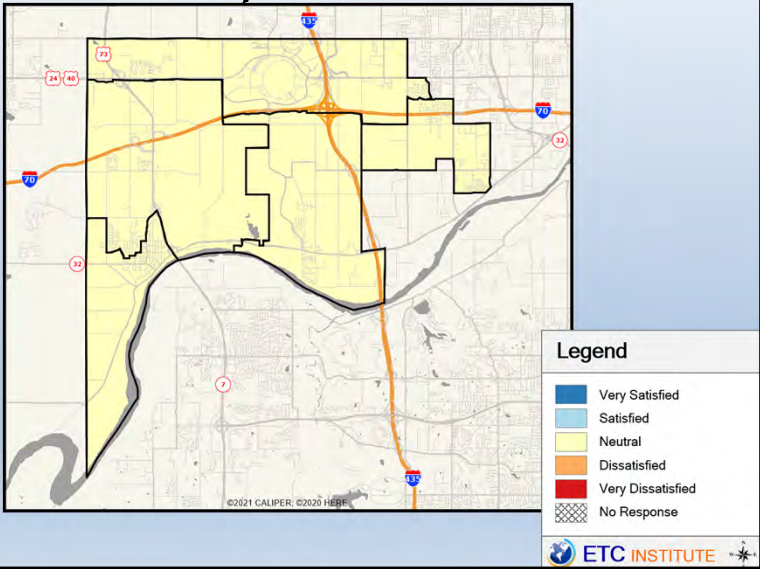 435
73
24 40
70
32
70
32
7
435
©2021 CALIPER; ©2020 HERE
Legend
Very Satisfied
Satisfied
Neutral
Dissatisfied
Very Dissatisfied
No Response
ETC INSTITUTE